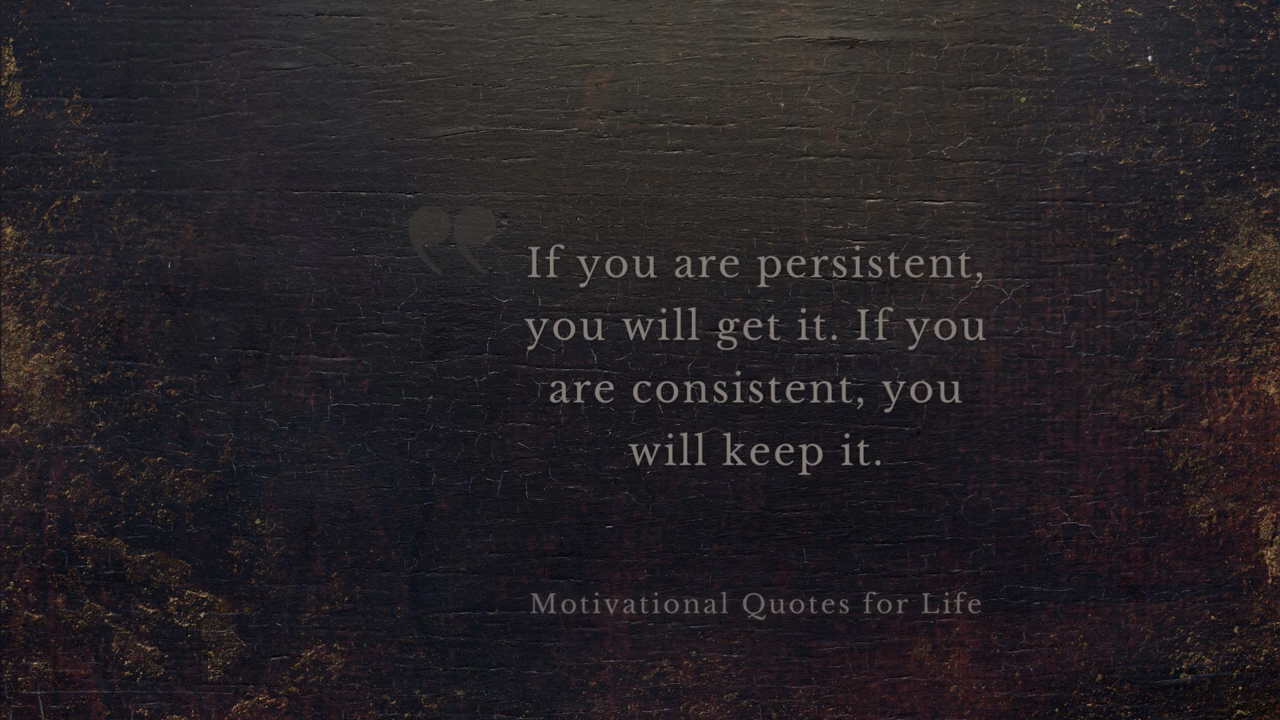 If you are persistent,
you will get it. If you
are consistent, you
will keep it.
Motivational Quotes for Life